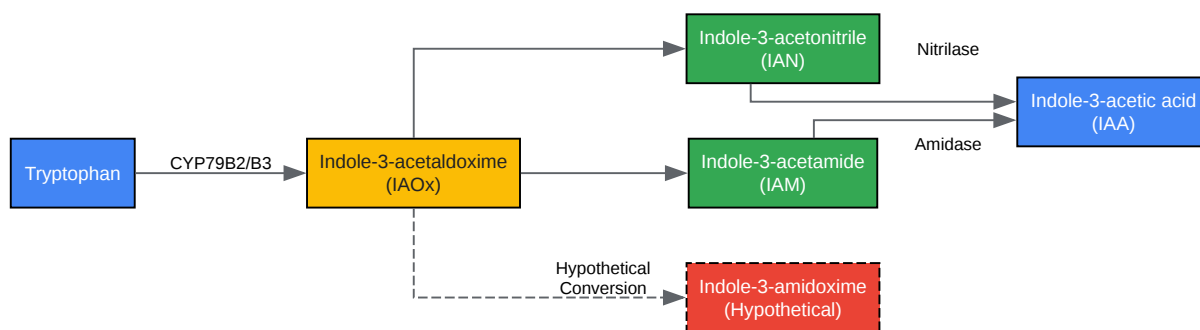 Tryptophan
CYP79B2/B3
Indole-3-acetaldoxime
(IAOx)
Indole-3-acetonitrile
(IAN)
Nitrilase
Indole-3-acetamide
(IAM)
Amidase
Indole-3-acetic acid
(IAA)
Hypothetical
Conversion
Indole-3-amidoxime
(Hypothetical)